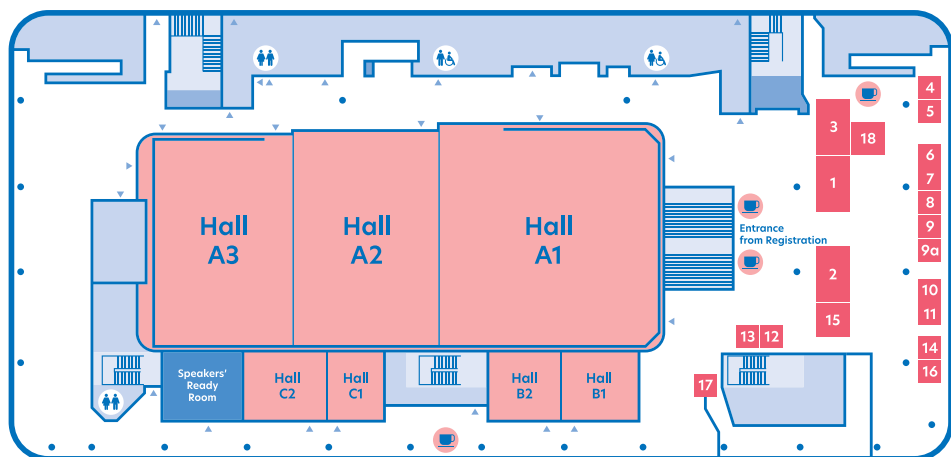 4
5
3
18
6
7
1
8
9
9a
Hall
A3
Hall
A2
Hall
A1
Entrance
from Registration
2
10
11
15
13
12
14
16
17
Speakers'
Ready
Room
Hall
C2
Hall
C1
Hall
B2
Hall
B1